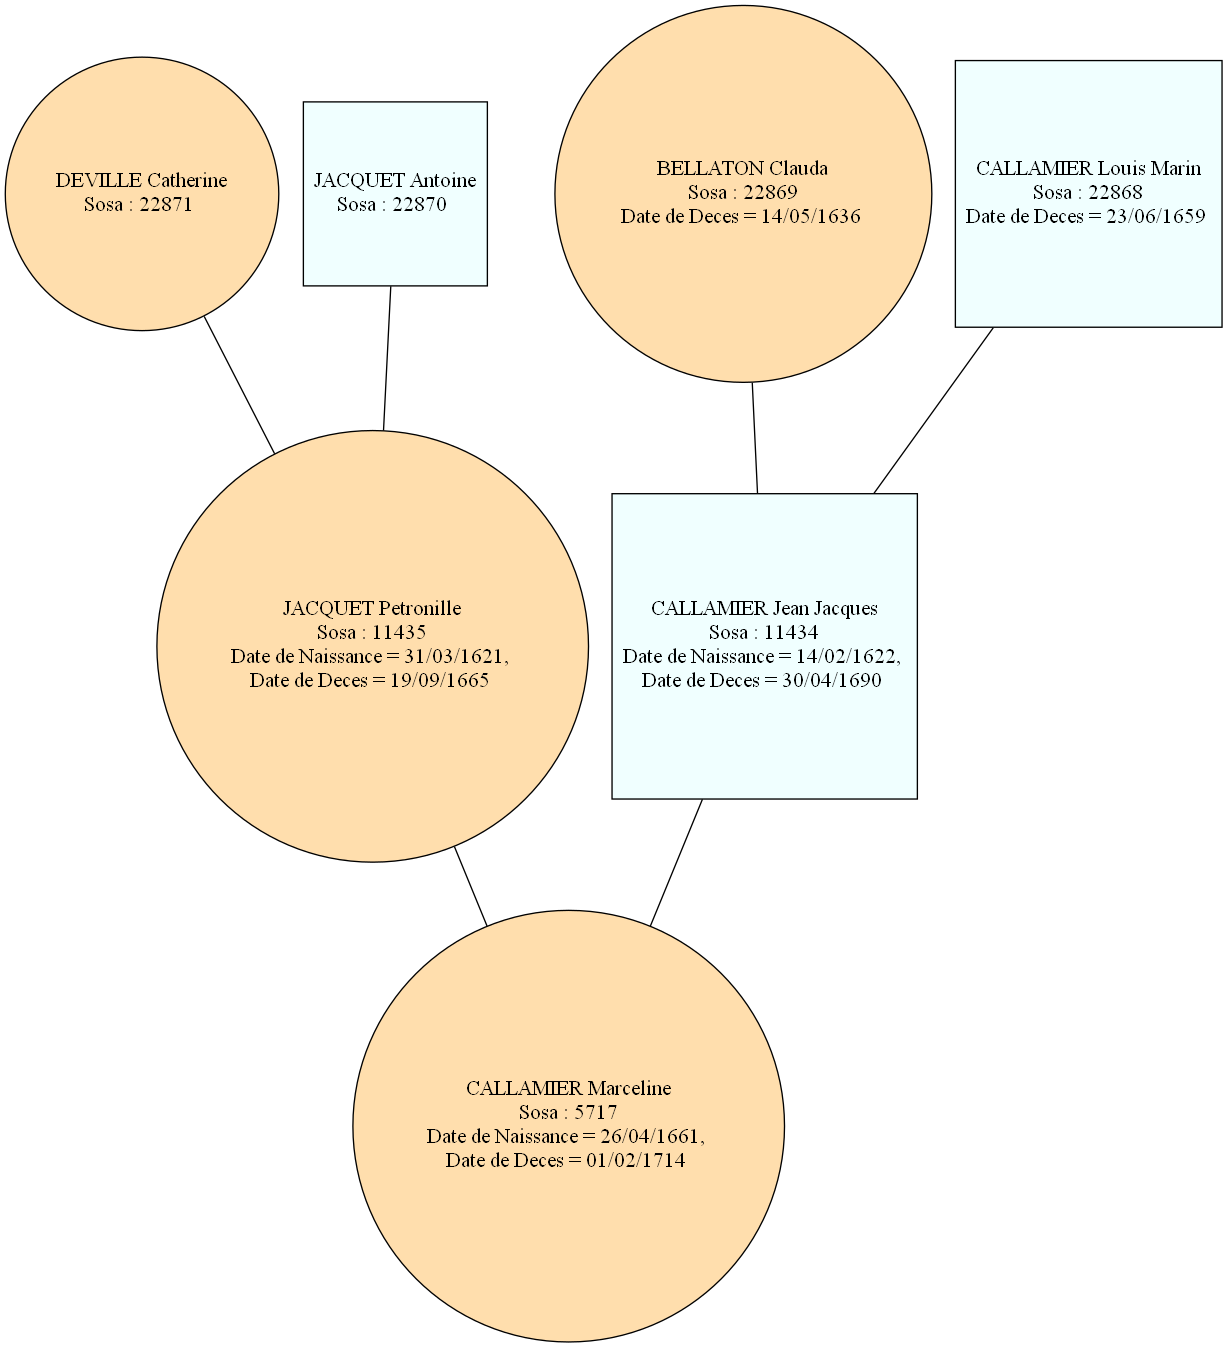 DEVILLE Catherine
Sosa : 22871
JACQUET Antoine
Sosa : 22870
BELLATON Clauda
Sosa : 22869
Date de Deces = 14/05/1636
CALLAMIER Louis Marin
Sosa : 22868
Date de Deces = 23/06/1659
JACQUET Petronille
Sosa : 11435
Date de Naissance = 31/03/1621,
Date de Deces = 19/09/1665
CALLAMIER Jean Jacques
Sosa : 11434
Date de Naissance = 14/02/1622,
Date de Deces = 30/04/1690
CALLAMIER Marceline
Sosa : 5717
Date de Naissance = 26/04/1661,
Date de Deces = 01/02/1714